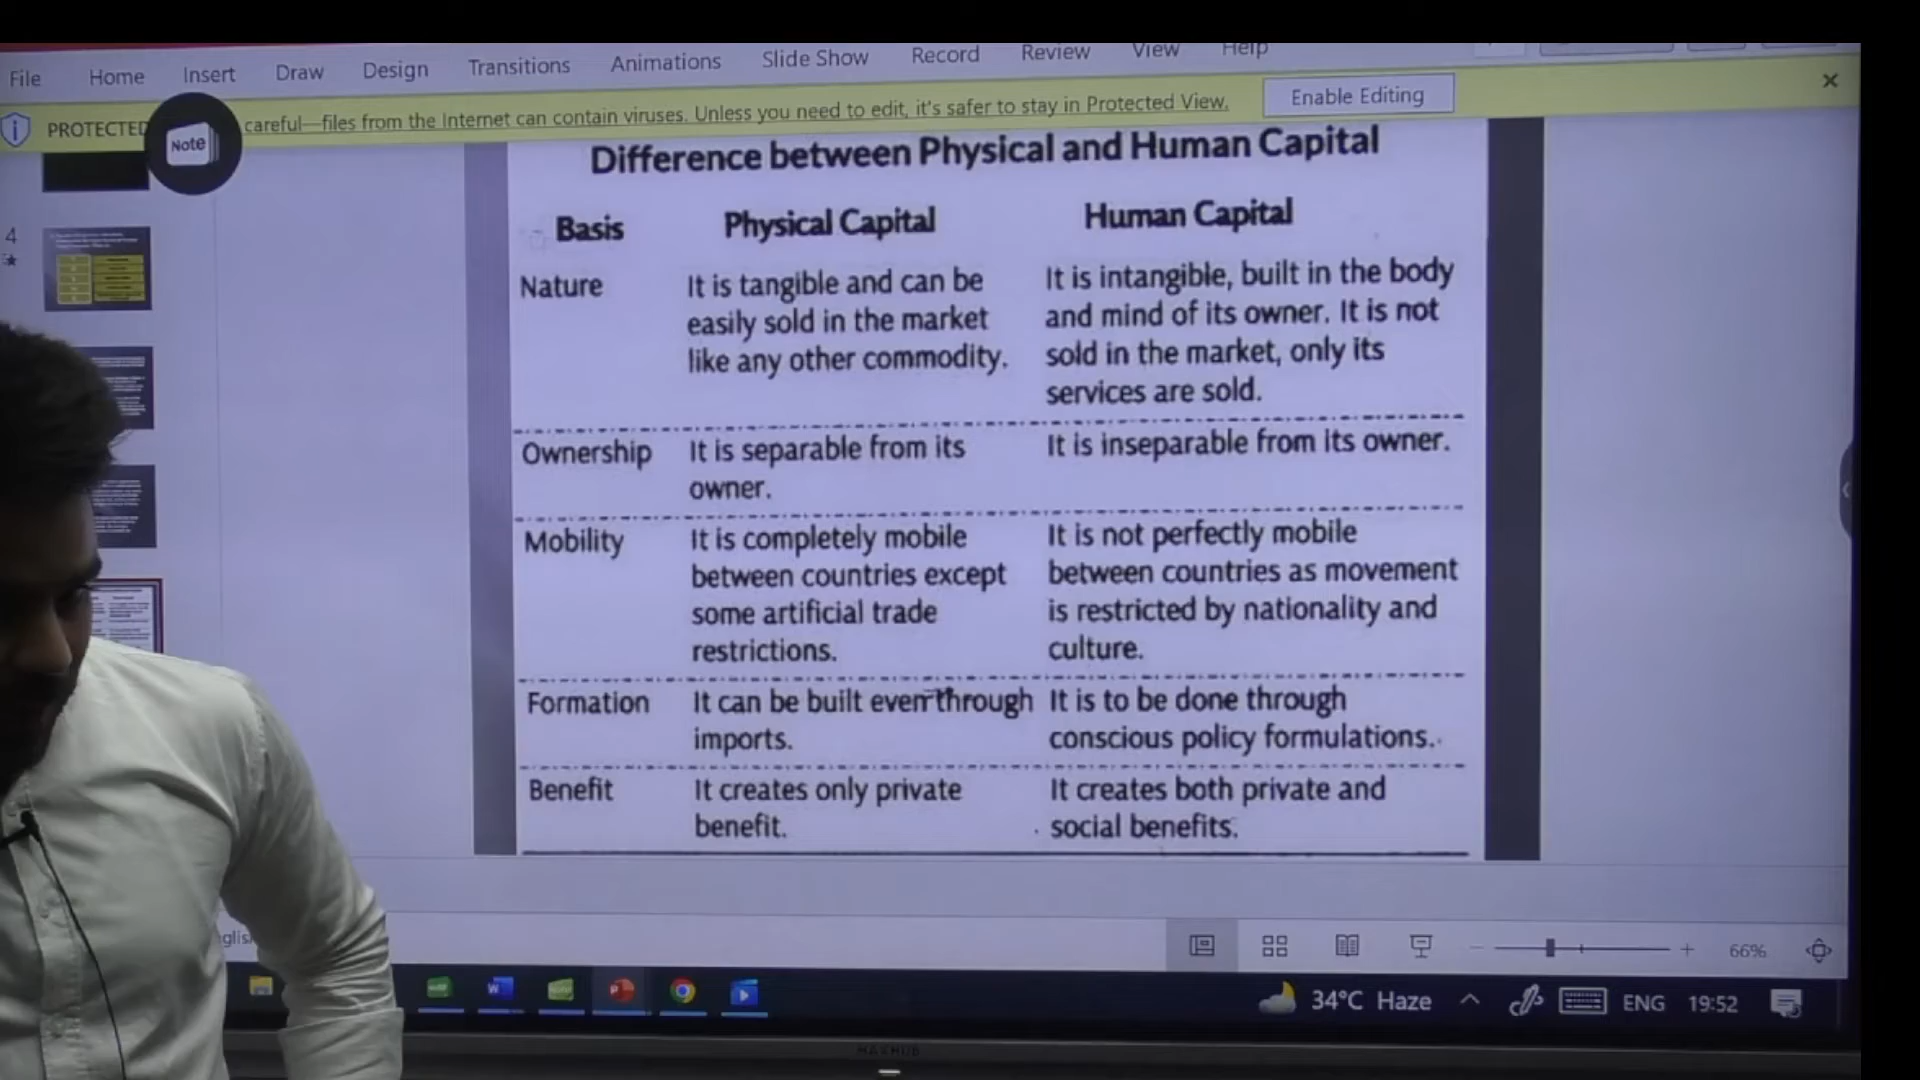 File Home Insert Draw Design Transitions Animations Slide Show Record Review View Help
PROTECTED careful—files from the Internet can contain viruses. Unless you need to edit, it's safer to stay in Protected View. Enable Editing
Note
Difference between Physical and Human Capital
Basis Physical Capital Human Capital
Nature It is tangible and can be It is intangible, built in the body
easily sold in the market and mind of its owner. It is not
like any other commodity. sold in the market, only its
services are sold.
Ownership It is separable from its It is inseparable from its owner.
owner.
Mobility It is completely mobile It is not perfectly mobile
between countries except between countries as movement
some artificial trade is restricted by nationality and
restrictions. culture.
Formation It can be built even through It is to be done through
imports. conscious policy formulations.
Benefit It creates only private It creates both private and
benefit. social benefits.
4
66%
34°C Haze ENG 19:52
MAXHUB